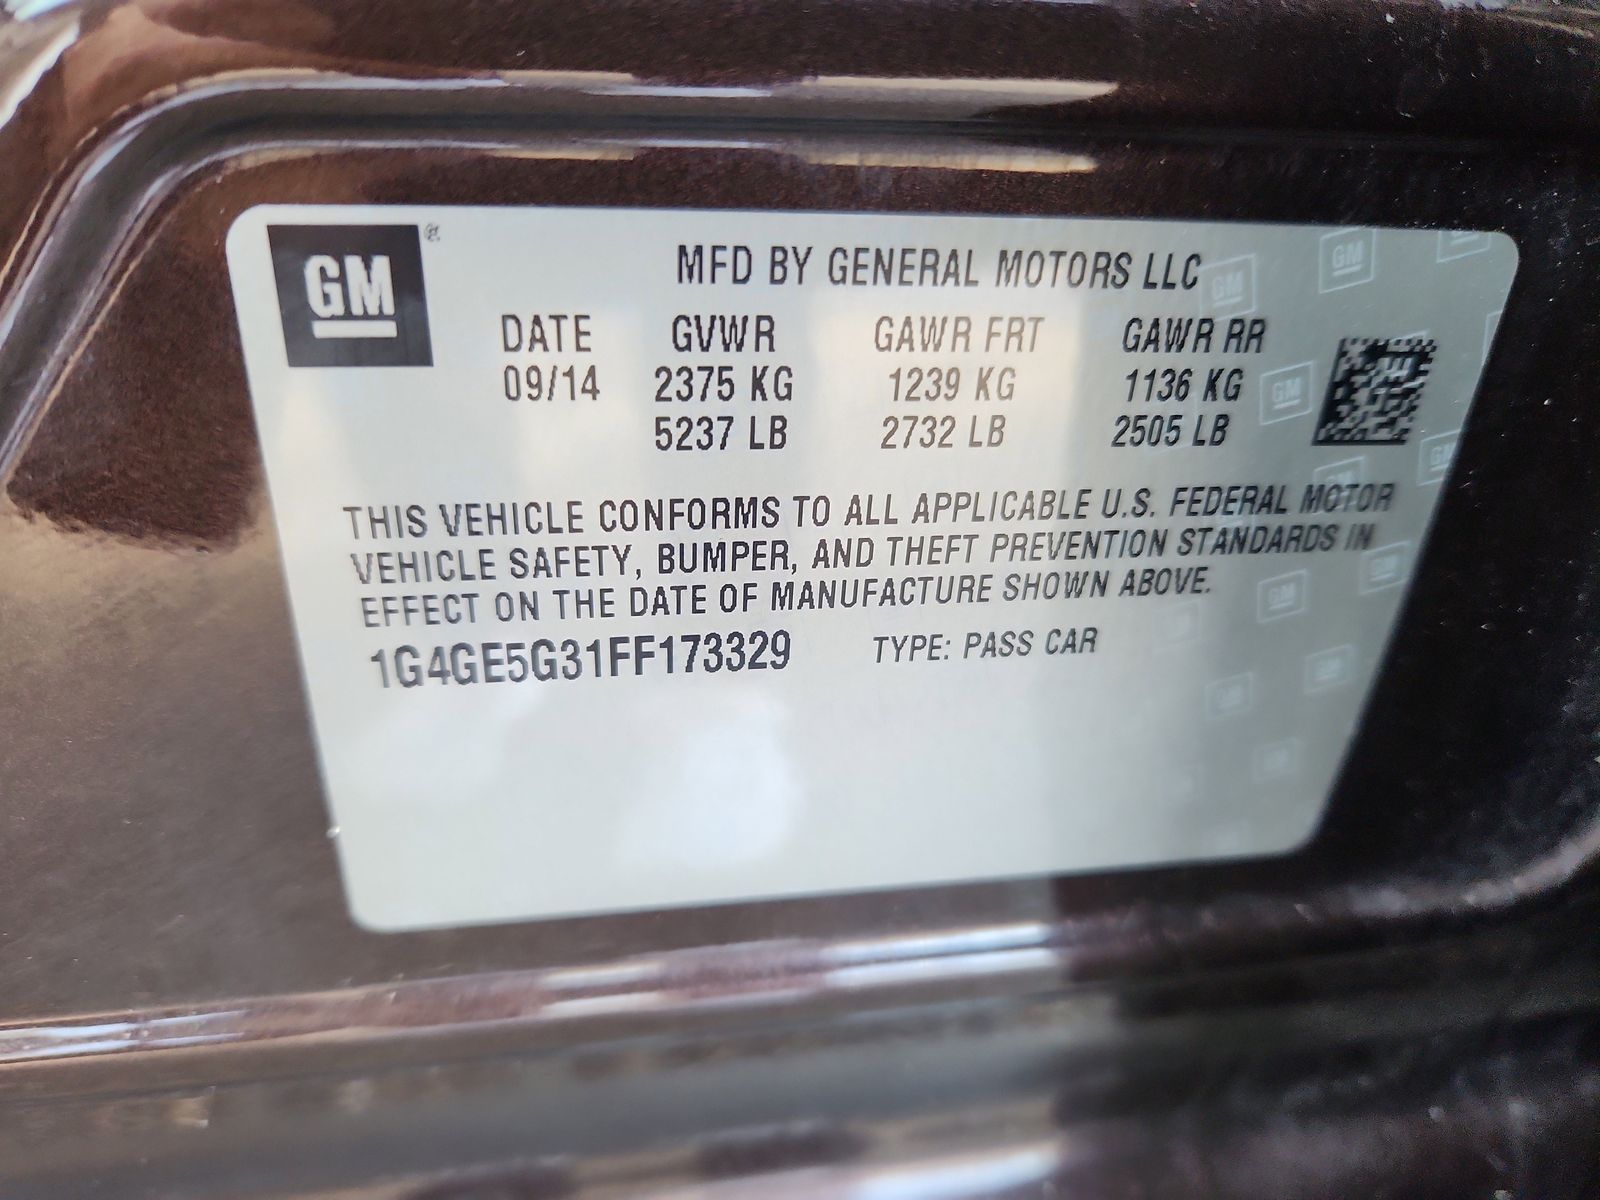 GM
MFD BY GENERAL MOTORS LLC
DATE GVWR GAWR FRT GAWR RR
09/14 2375 KG 1239 KG 1136 KG
5237 LB 2732 LB 2505 LB
THIS VEHICLE CONFORMS TO ALL APPLICABLE U.S. FEDERAL MOTOR
VEHICLE SAFETY, BUMPER, AND THEFT PREVENTION STANDARDS IN
EFFECT ON THE DATE OF MANUFACTURE SHOWN ABOVE.
1G4GE5G31FF173329 TYPE: PASS CAR